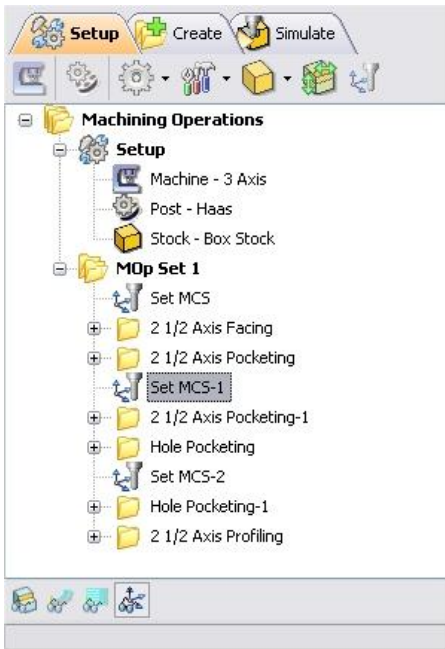 Setup Create Simulate
Machining Operations
Setup
Machine - 3 Axis
Post - Haas
Stock - Box Stock
MOp Set 1
Set MCS
2 1/2 Axis Facing
2 1/2 Axis Pocketing
Set MCS-1
2 1/2 Axis Pocketing-1
Hole Pocketing
Set MCS-2
Hole Pocketing-1
2 1/2 Axis Profiling